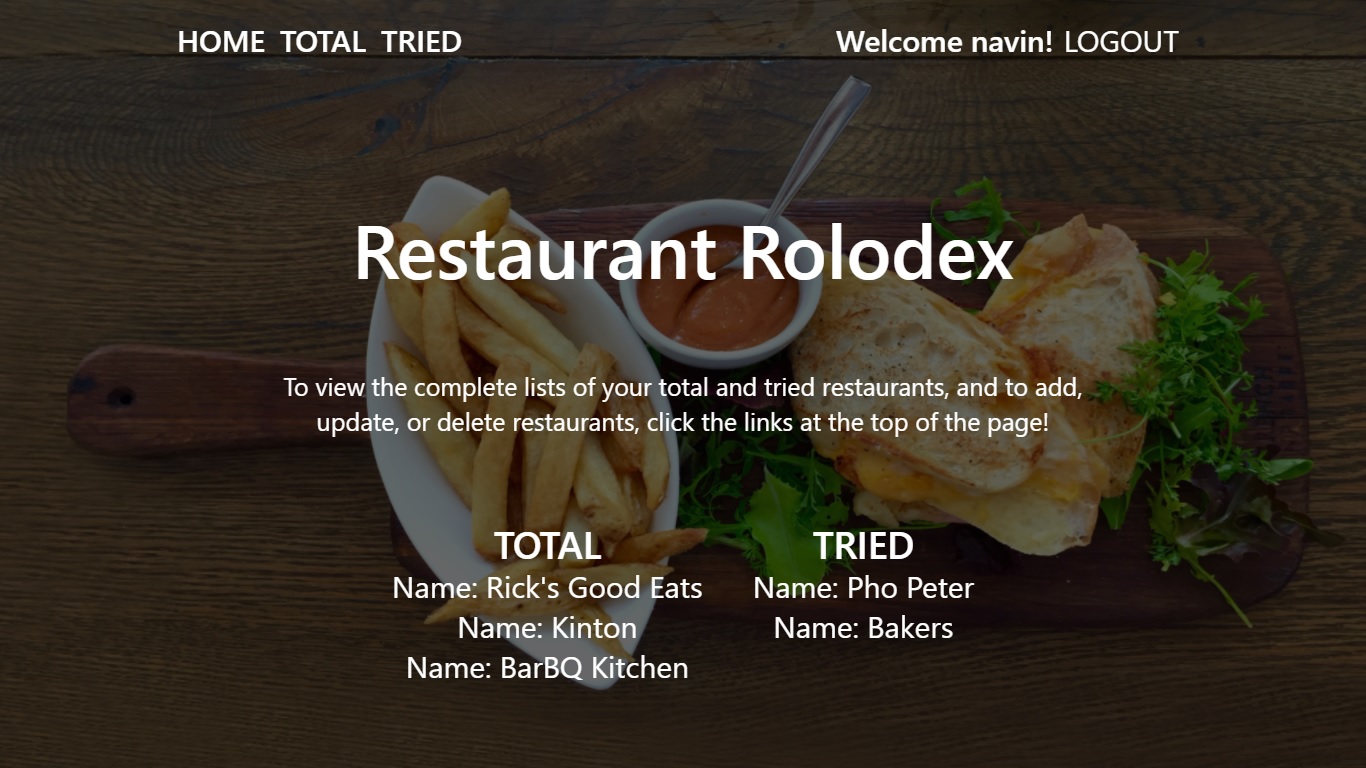 HOME TOTAL TRIED
Welcome navin! LOGOUT
Restaurant Rolodex
To view the complete lists of your total and tried restaurants, and to add,
update, or delete restaurants, click the links at the top of the page!
TOTAL
Name: Rick's Good Eats
Name: Kinton
Name: BarBQ Kitchen
TRIED
Name: Pho Peter
Name: Bakers